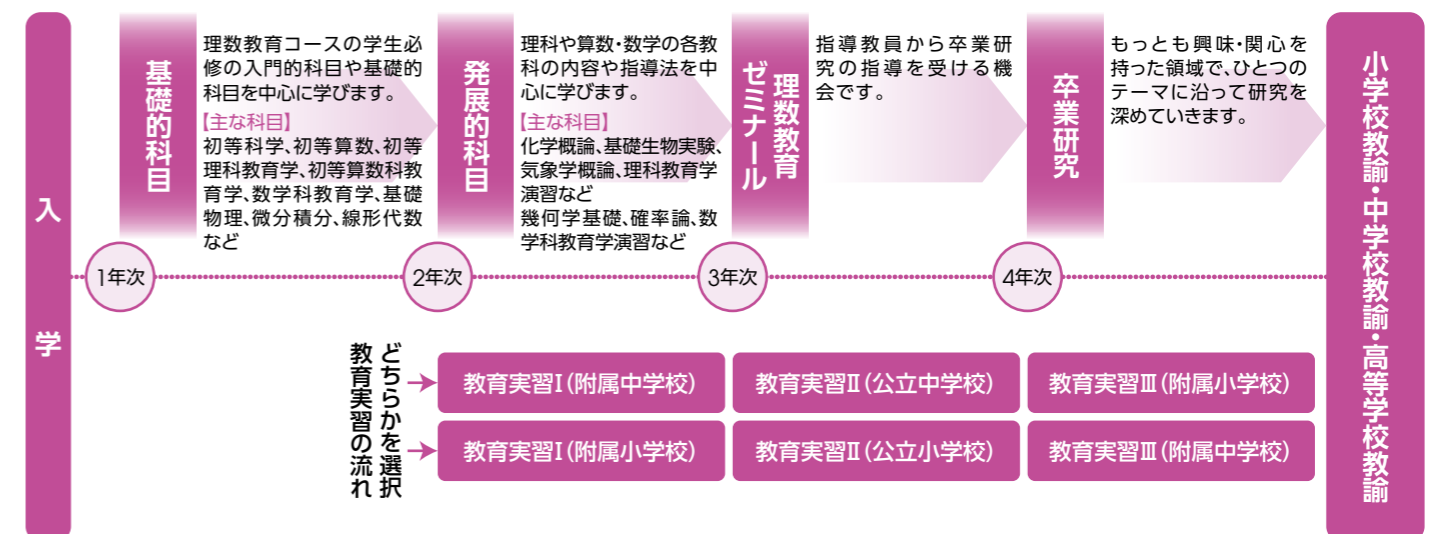 入学
基礎的科目
理数教育コースの学生必
修の入門的科目や基礎的
科目を中心に学びます。
【主な科目】
初等科学、初等算数、初等
理科教育学、初等算数科教
育学、数学科教育学、基礎
物理、微分積分、線形代数
など
発展的科目
理科や算数・数学の各教
科の内容や指導法を中
心に学びます。
【主な科目】
化学概論、基礎生物実験、
気象学概論、理科教育学
演習など
幾何学基礎、確率論、数
学科教育学演習など
理数教育
ゼミナール
指導教員から卒業研
究の指導を受ける機
会です。
卒業研究
もっとも興味・関心を
持った領域で、ひとつの
テーマに沿って研究を
深めていきます。
1年次
2年次
3年次
4年次
どちらかを選択
教育実習の流れ
教育実習Ⅰ（附属中学校）
教育実習Ⅱ（公立中学校）
教育実習Ⅲ（附属小学校）
教育実習Ⅰ（附属小学校）
教育実習Ⅱ（公立小学校）
教育実習Ⅲ（附属中学校）
小学校教諭・中学校教諭・高等学校教諭